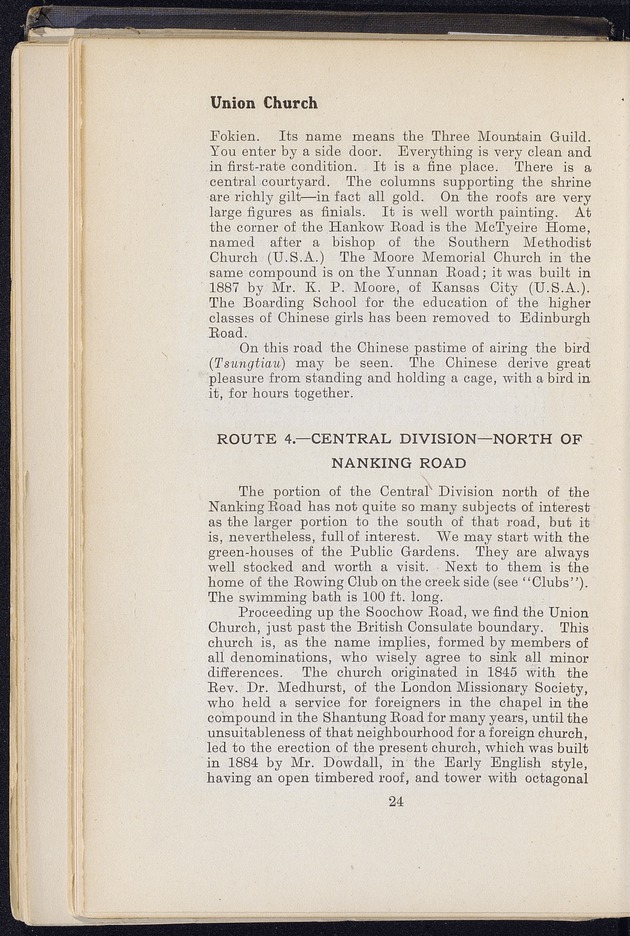 Union Church
Fokien. Its name means the Three Mountain Guild.
You enter by a side door. Everything is very clean and
in first-rate condition. It is a fine place. There is a
central courtyard. The columns supporting the shrine
are richly gilt—in fact all gold. On the roofs are very
large figures as finials. It is well worth painting. At
the corner of the Hankow Road is the McTyeire Home,
named after a bishop of the Southern Methodist
Church (U.S.A.) The Moore Memorial Church in the
same compound is on the Yunnan Road; it was built in
1887 by Mr. K. P. Moore, of Kansas City (U.S.A.).
The Boarding School for the education of the higher
classes of Chinese girls has been removed to Edinburgh
Road.
On this road the Chinese pastime of airing the bird
(Tsungtiau) may be seen. The Chinese derive great
pleasure from standing and holding a cage, with a bird in
it, for hours together.
ROUTE 4.—CENTRAL DIVISION—NORTH OF
NANKING ROAD
The portion of the Central Division north of the
Nanking Road has not quite so many subjects of interest
as the larger portion to the south of that road, but it
is, nevertheless, full of interest. We may start with the
green-houses of the Public Gardens. They are always
well stocked and worth a visit. Next to them is the
home of the Rowing Club on the creek side (see "Clubs").
The swimming bath is 100 ft. long.
Proceeding up the Soochow Road, we find the Union
Church, just past the British Consulate boundary. This
church is, as the name implies, formed by members of
all denominations, who wisely agree to sink all minor
differences. The church originated in 1845 with the
Rev. Dr. Medhurst, of the London Missionary Society,
who held a service for foreigners in the chapel in the
compound in the Shantung Road for many years, until the
unsuitableness of that neighbourhood for a foreign church,
led to the erection of the present church, which was built
in 1884 by Mr. Dowdall, in the Early English style,
having an open timbered roof, and tower with octagonal
24